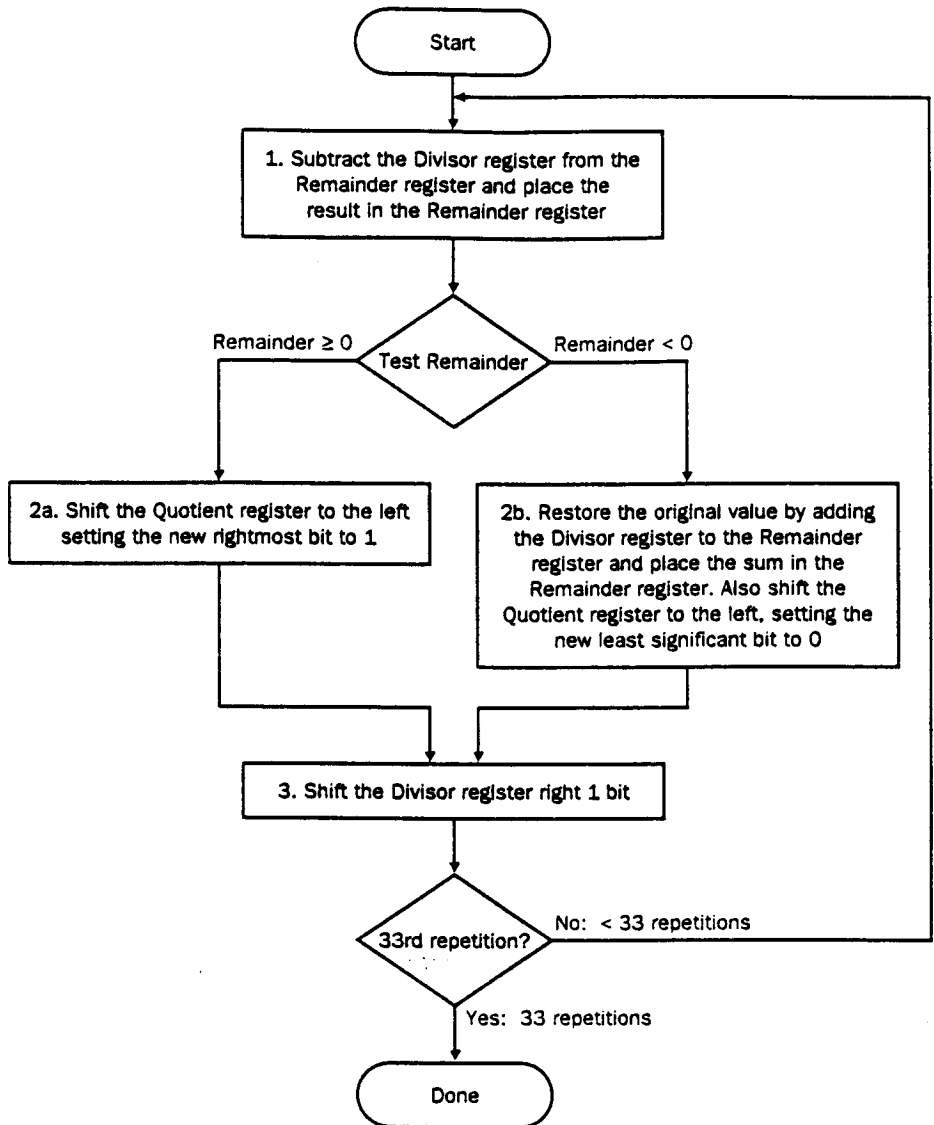 Start
1. Subtract the Divisor register from the
Remainder register and place the
result in the Remainder register
Remainder ≥ 0
Test Remainder
Remainder < 0
2a. Shift the Quotient register to the left
setting the new rightmost bit to 1
2b. Restore the original value by adding
the Divisor register to the Remainder
register and place the sum in the
Remainder register. Also shift the
Quotient register to the left, setting the
new least significant bit to 0
3. Shift the Divisor register right 1 bit
33rd repetition?
No: < 33 repetitions
Yes: 33 repetitions
Done